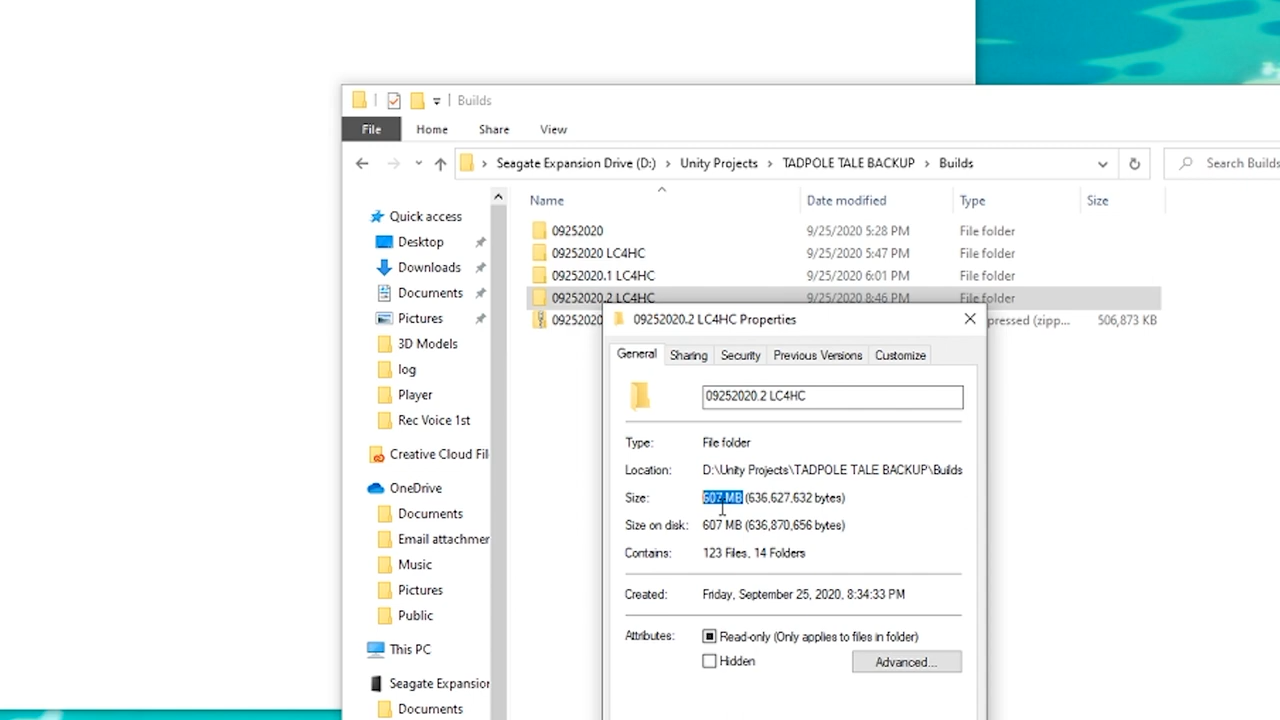 Builds
File Home Share View
Seagate Expansion Drive (D:) Unity Projects TADPOLE TALE BACKUP Builds
Search Builds
Name Date modified Type Size
Quick access
Desktop
Downloads
Documents
Pictures
3D Models
log
Player
Rec Voice 1st
Creative Cloud Fil
OneDrive
Documents
Email attachmer
Music
Pictures
Public
This PC
Seagate Expansior
Documents
09252020 9/25/2020 5:28 PM File folder
09252020 LC4HC 9/25/2020 5:47 PM File folder
09252020.1 LC4HC 9/25/2020 6:01 PM File folder
09252020.2 LC4HC 9/25/2020 8:46 PM File folder
09252020 pressed (zipp... 506,873 KB
09252020.2 LC4HC Properties
General Sharing Security Previous Versions Customize
09252020.2 LC4HC
Type: File folder
Location: D:\Unity Projects\TADPOLE TALE BACKUP\Builds
Size: 607 MB (636,627,632 bytes)
Size on disk: 607 MB (636,870,656 bytes)
Contains: 123 Files, 14 Folders
Created: Friday, September 25, 2020, 8:34:33 PM
Attributes: Read-only (Only applies to files in folder)
Hidden
Advanced...